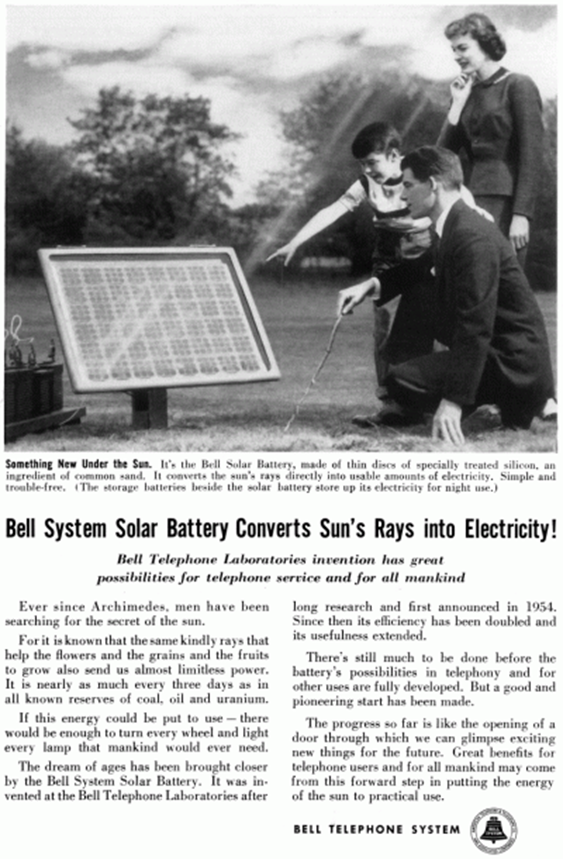 Something New Under the Sun. It's the Bell Solar Battery, made of thin discs of specially treated silicon, an
ingredient of common sand. It converts the sun's rays directly into usable amounts of electricity. Simple and
trouble-free. (The storage batteries beside the solar battery store up its electricity for night use.)
Bell System Solar Battery Converts Sun's Rays into Electricity!
Bell Telephone Laboratories invention has great
possibilities for telephone service and for all mankind
Ever since Archimedes, men have been
searching for the secret of the sun.
For it is known that the same kindly rays that
help the flowers and the grains and the fruits
to grow also send us almost limitless power.
It is nearly as much every three days as in
all known reserves of coal, oil and uranium.
If this energy could be put to use — there
would be enough to turn every wheel and light
every lamp that mankind would ever need.
The dream of ages has been brought closer
by the Bell System Solar Battery. It was in-
vented at the Bell Telephone Laboratories after
long research and first announced in 1954.
Since then its efficiency has been doubled and
its usefulness extended.
There's still much to be done before the
battery's possibilities in telephony and for
other uses are fully developed. But a good and
pioneering start has been made.
The progress so far is like the opening of a
door through which we can glimpse exciting
new things for the future. Great benefits for
telephone users and for all mankind may come
from this forward step in putting the energy
of the sun to practical use.
BELL TELEPHONE SYSTEM
BELL
SYSTEM